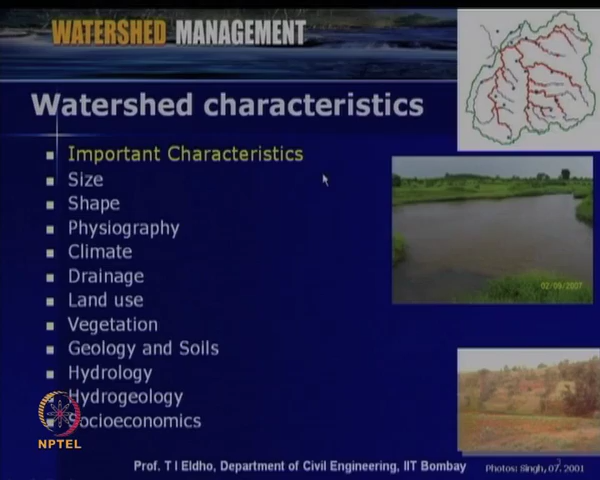 WATERSHED MANAGEMENT
Watershed characteristics
Important Characteristics
Size
Shape
Physiography
Climate
Drainage
Land use
Vegetation
Geology and Soils
Hydrology
Hydrogeology
Socioeconomics
02/09/2007
NPTEL
Prof. T I Eldho, Department of Civil Engineering, IIT Bombay
Photos: Singh, 07, 2001